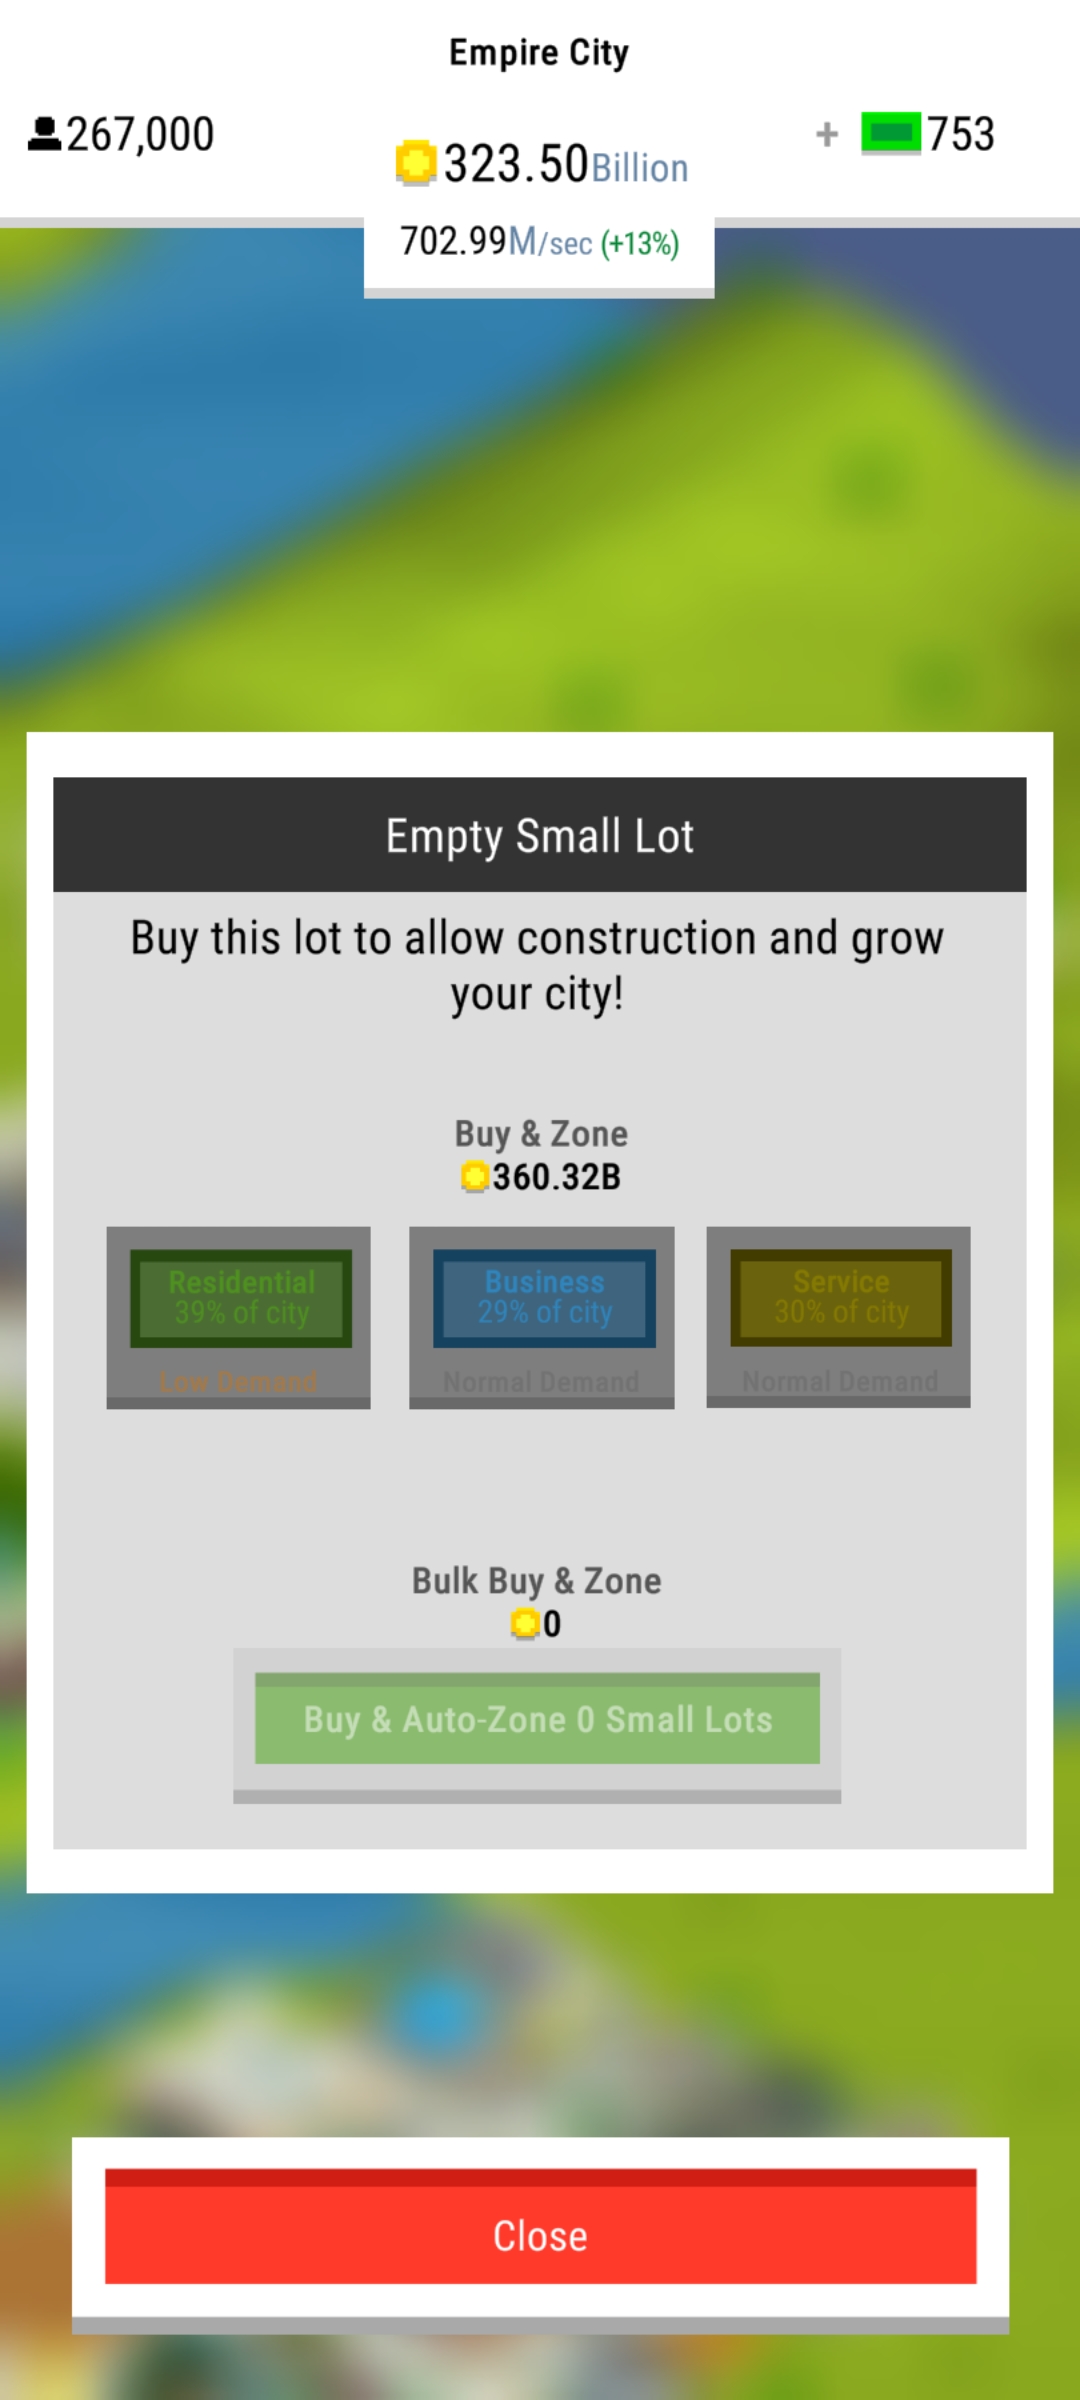 Empire City
267,000
323.50Billion
+ 753
702.99M/sec (+13%)
Empty Small Lot
Buy this lot to allow construction and grow
your city!
Buy & Zone
360.32B
Residential
39% of city
Low Demand
Business
29% of city
Normal Demand
Service
30% of city
Normal Demand
Bulk Buy & Zone
0
Buy & Auto-Zone 0 Small Lots
Close